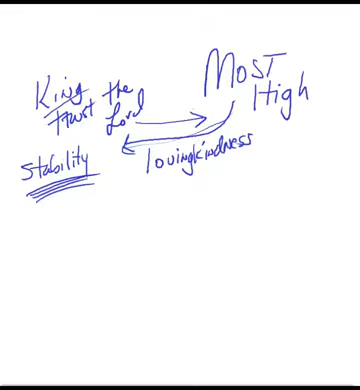 King
trust the
Lord
Most
High
lovingkindness
Stability